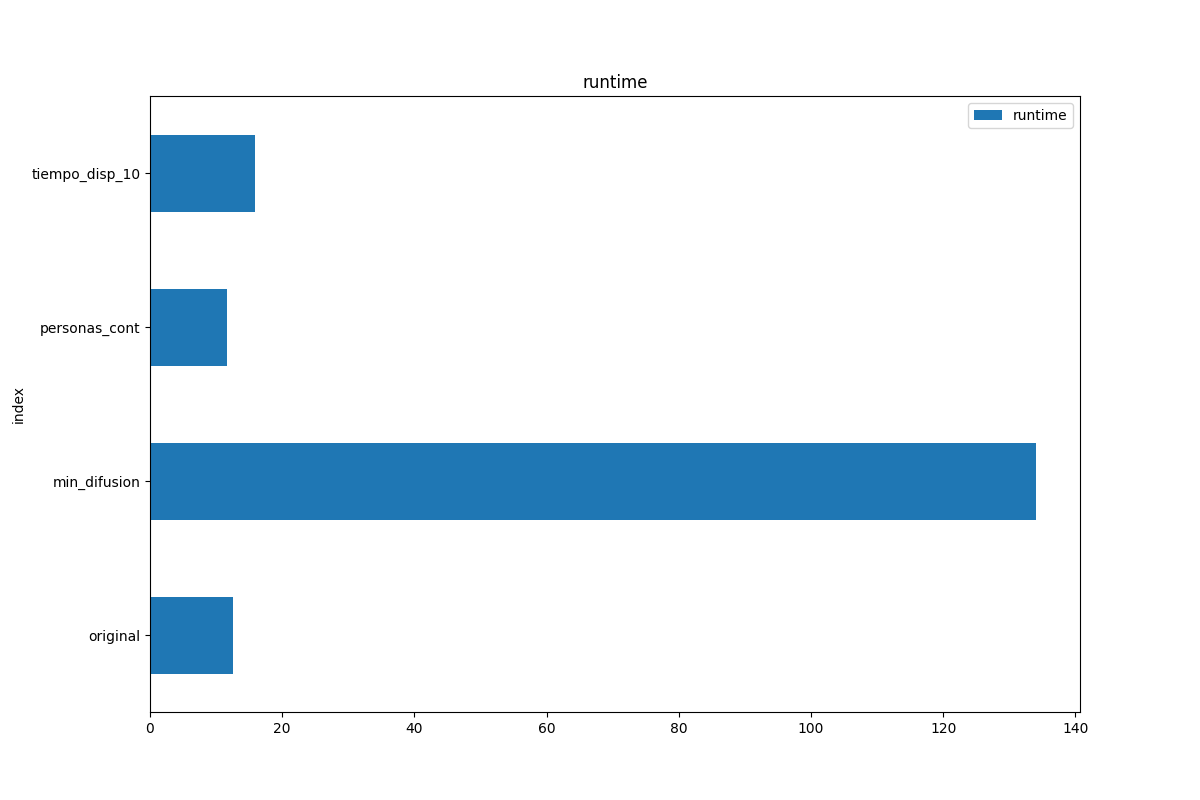 runtime
runtime
tiempo_disp_10
personas_cont
index
min_difusion
original
0 20 40 60 80 100 120 140